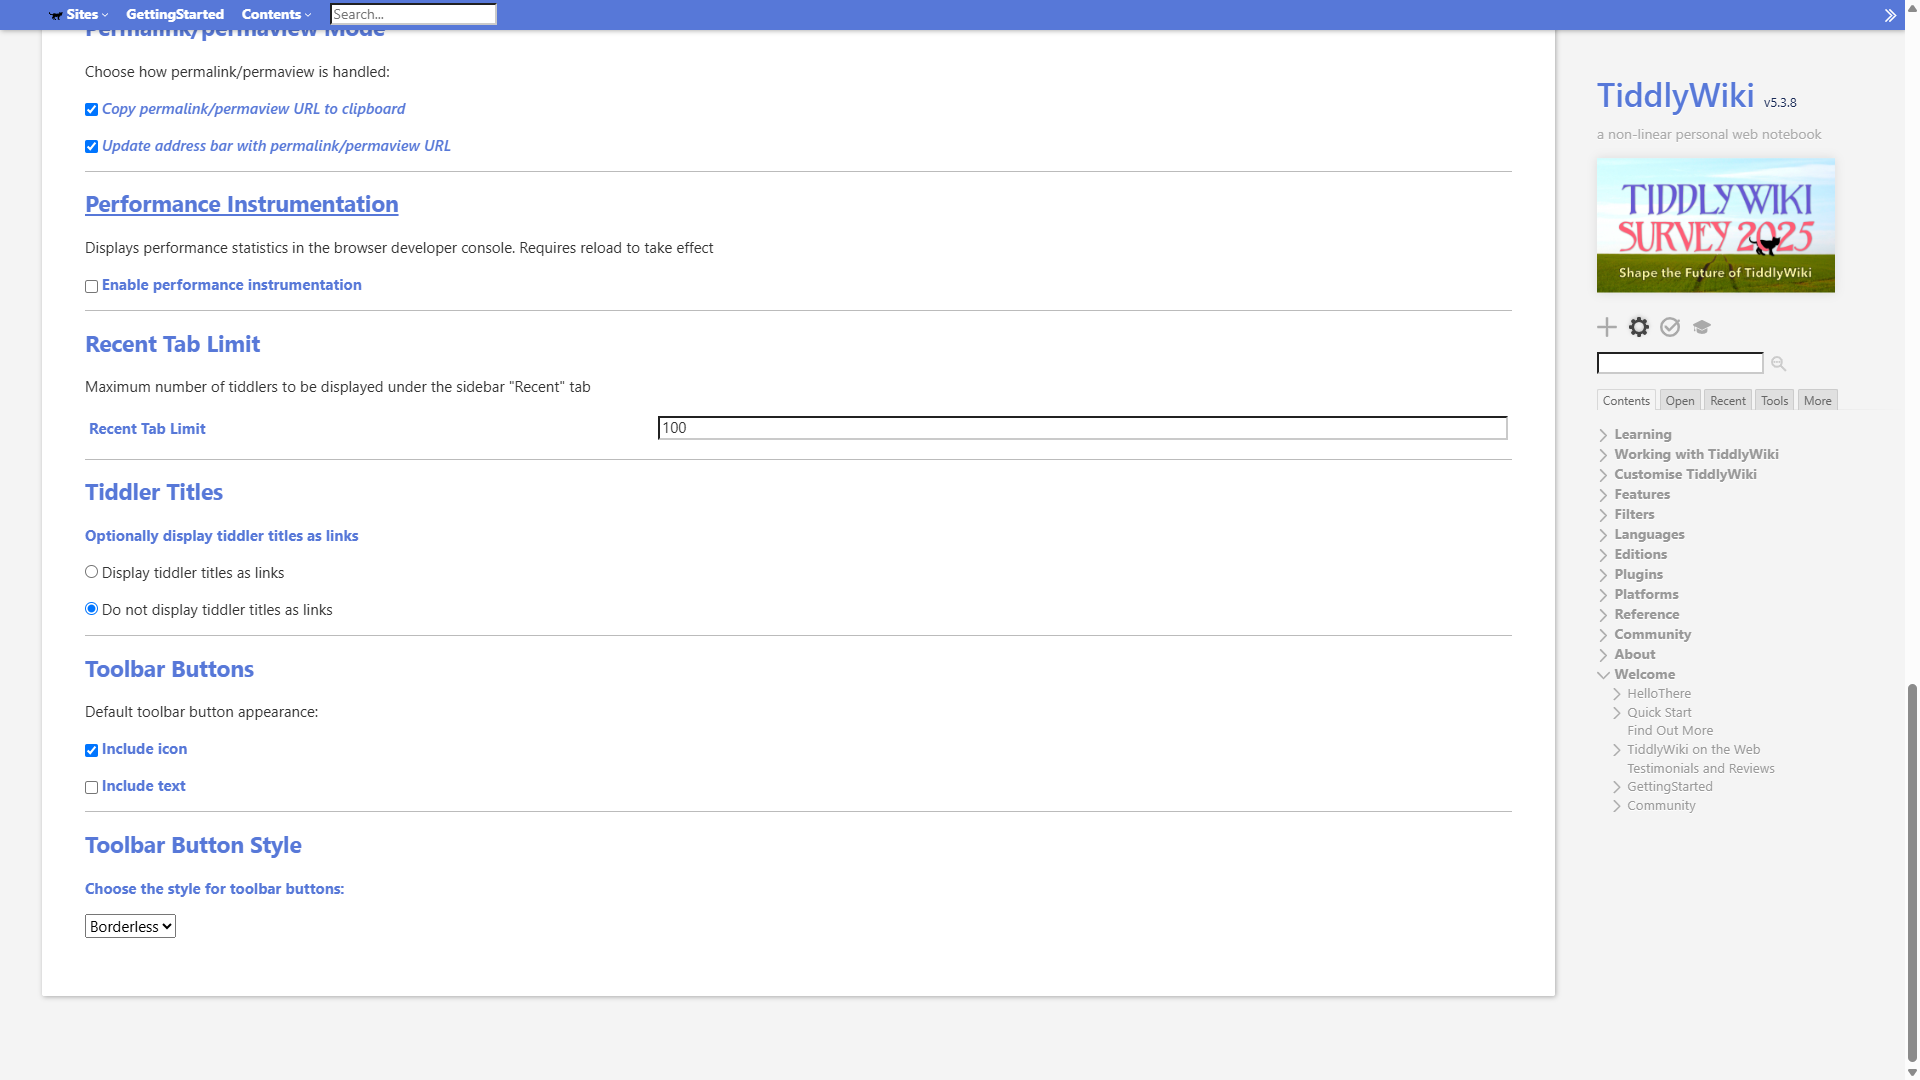 Sites
GettingStarted
Contents
Search...
Permalink/permaview Mode
Choose how permalink/permaview is handled:
Copy permalink/permaview URL to clipboard
Update address bar with permalink/permaview URL
Performance Instrumentation
Displays performance statistics in the browser developer console. Requires reload to take effect
Enable performance instrumentation
Recent Tab Limit
Maximum number of tiddlers to be displayed under the sidebar "Recent" tab
Recent Tab Limit
100
Tiddler Titles
Optionally display tiddler titles as links
Display tiddler titles as links
Do not display tiddler titles as links
Toolbar Buttons
Default toolbar button appearance:
Include icon
Include text
Toolbar Button Style
Choose the style for toolbar buttons:
Borderless
TiddlyWiki v5.3.8
a non-linear personal web notebook
TIDDLYWIKI
SURVEY 2025
Shape the Future of TiddlyWiki
Contents
Open
Recent
Tools
More
Learning
Working with TiddlyWiki
Customise TiddlyWiki
Features
Filters
Languages
Editions
Plugins
Platforms
Reference
Community
About
Welcome
HelloThere
Quick Start
Find Out More
TiddlyWiki on the Web
Testimonials and Reviews
GettingStarted
Community